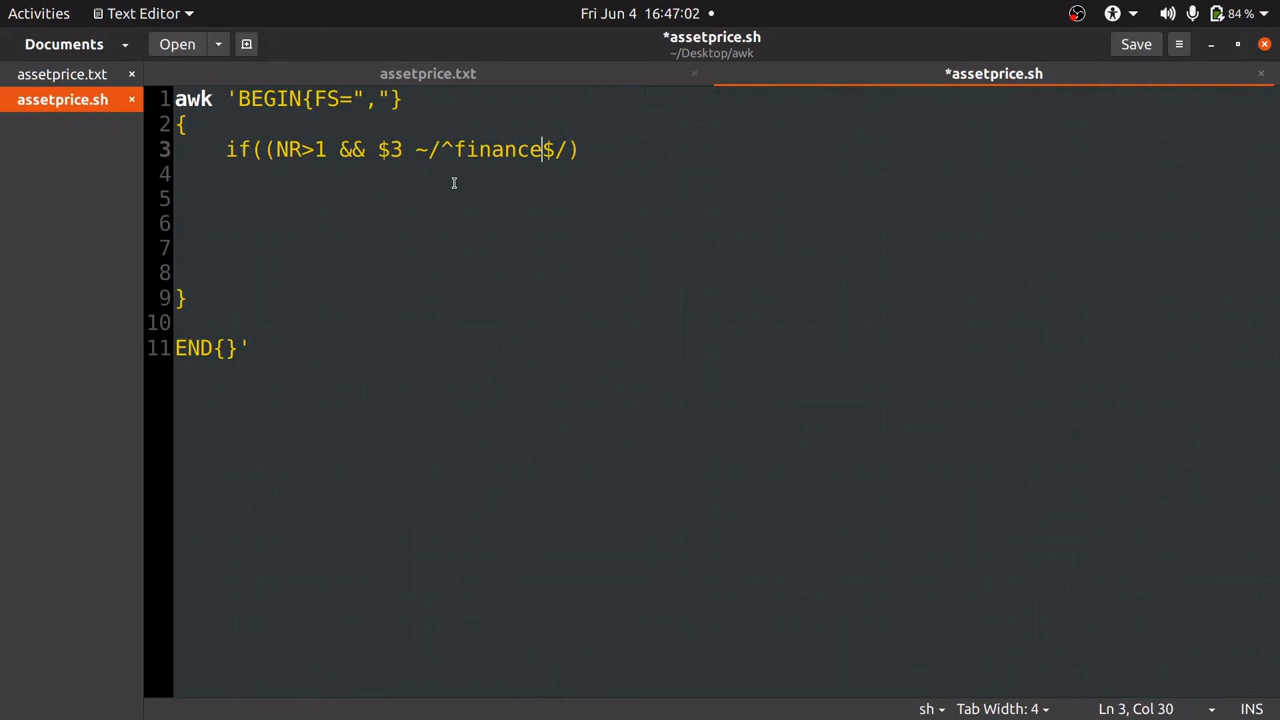 Activities Text Editor Fri Jun 4 16:47:02 84 %
Documents Open *assetprice.sh Save
~/Desktop/awk
assetprice.txt assetprice.txt *assetprice.sh
assetprice.sh
1 awk 'BEGIN{FS=","}
2 {
3 if((NR>1 && $3 ~/^finance$/)
4
5
6
7
8
9 }
10
11 END{}'
sh Tab Width: 4 Ln 3, Col 30 INS